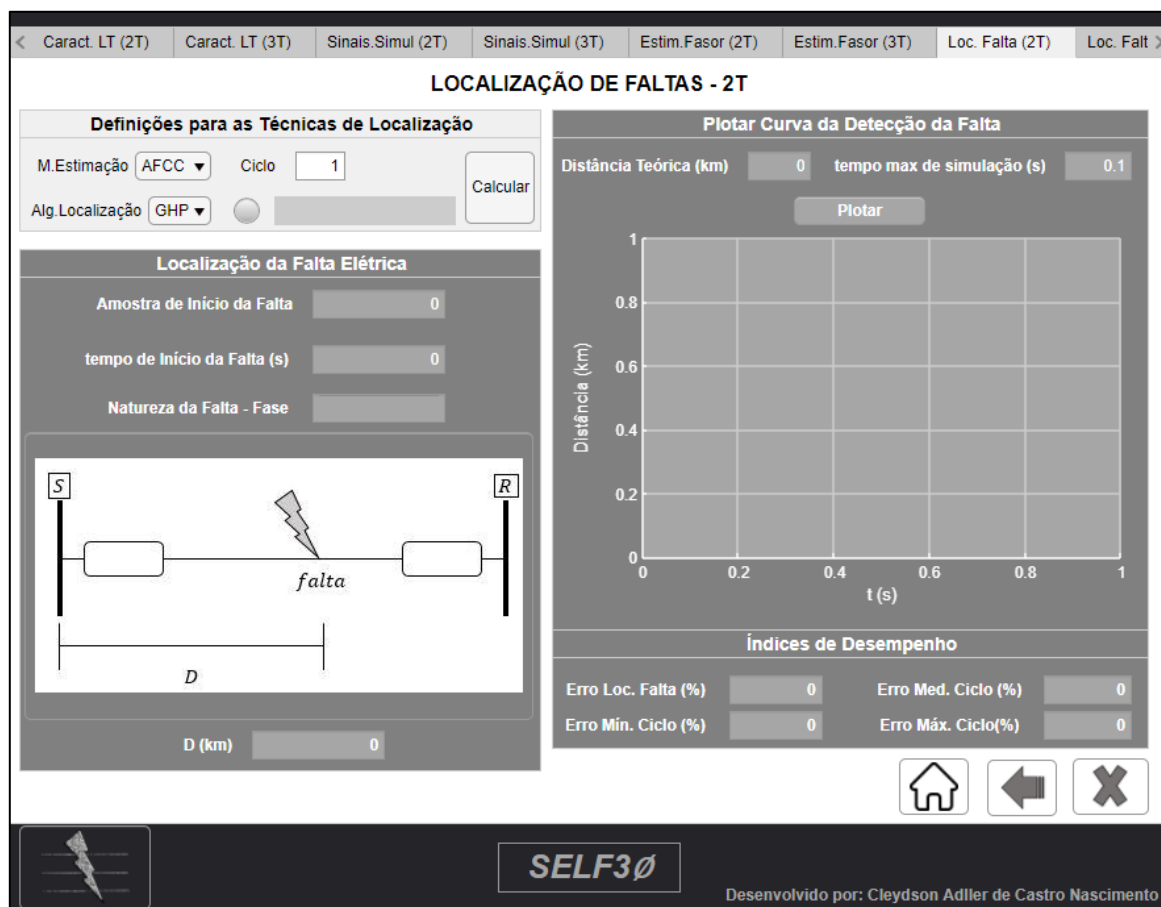 Caract. LT (2T) Caract. LT (3T) Sinais.Simul (2T) Sinais.Simul (3T) Estim.Fasor (2T) Estim.Fasor (3T) Loc. Falta (2T) Loc. Falt
LOCALIZAÇÃO DE FALTAS - 2T
Definições para as Técnicas de Localização
M.Estimação AFCC Ciclo 1
Calcular
Alg.Localização GHP
Localização da Falta Elétrica
Amostra de Início da Falta 0
tempo de Início da Falta (s) 0
Natureza da Falta - Fase
S R
falta
D
D (km) 0
Plotar Curva da Detecção da Falta
Distância Teórica (km) 0 tempo max de simulação (s) 0.1
Plotar
1
0.8
0.6
0.4
0.2
0
Distância (km)
0 0.2 0.4 0.6 0.8 1
t (s)
Índices de Desempenho
Erro Loc. Falta (%) 0 Erro Med. Ciclo (%) 0
Erro Mín. Ciclo (%) 0 Erro Máx. Ciclo(%) 0
SELF3Ø
Desenvolvido por: Cleydson Adller de Castro Nascimento